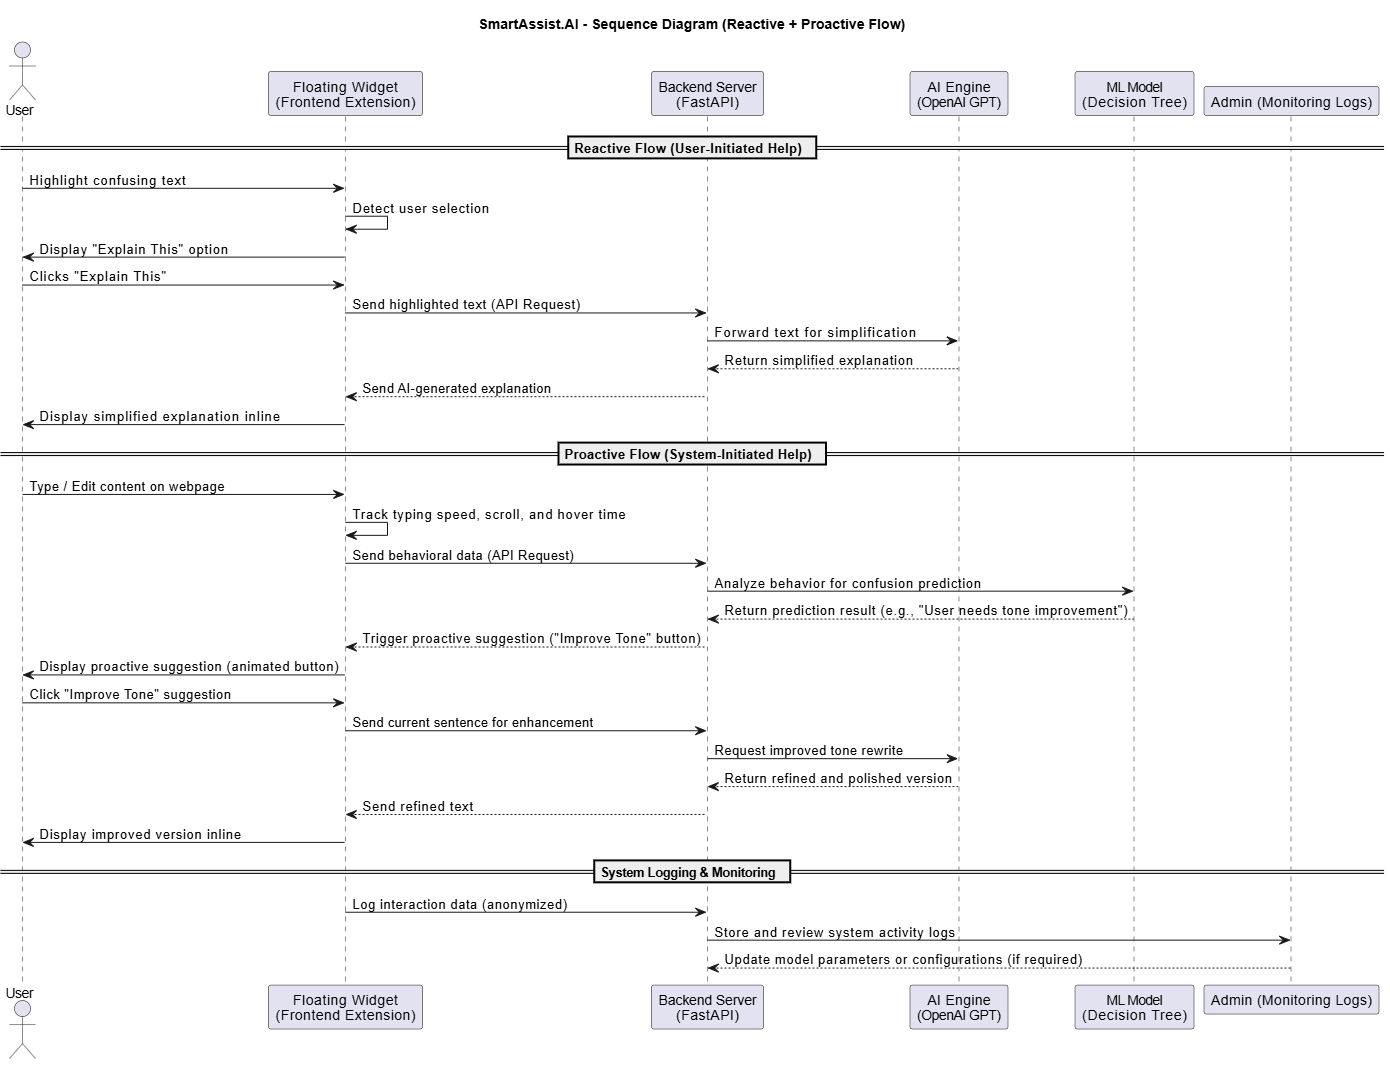 SmartAssist.AI - Sequence Diagram (Reactive + Proactive Flow)
User
Floating Widget
(Frontend Extension)
Backend Server
(FastAPI)
AI Engine
(OpenAI GPT)
ML Model
(Decision Tree)
Admin (Monitoring Logs)
Reactive Flow (User-Initiated Help)
Highlight confusing text
Detect user selection
Display "Explain This" option
Clicks "Explain This"
Send highlighted text (API Request)
Forward text for simplification
Return simplified explanation
Send AI-generated explanation
Display simplified explanation inline
Proactive Flow (System-Initiated Help)
Type / Edit content on webpage
Track typing speed, scroll, and hover time
Send behavioral data (API Request)
Analyze behavior for confusion prediction
Return prediction result (e.g., "User needs tone improvement")
Trigger proactive suggestion ("Improve Tone" button)
Display proactive suggestion (animated button)
Click "Improve Tone" suggestion
Send current sentence for enhancement
Request improved tone rewrite
Return refined and polished version
Send refined text
Display improved version inline
System Logging & Monitoring
Log interaction data (anonymized)
Store and review system activity logs
Update model parameters or configurations (if required)
User
Floating Widget
(Frontend Extension)
Backend Server
(FastAPI)
AI Engine
(OpenAI GPT)
ML Model
(Decision Tree)
Admin (Monitoring Logs)